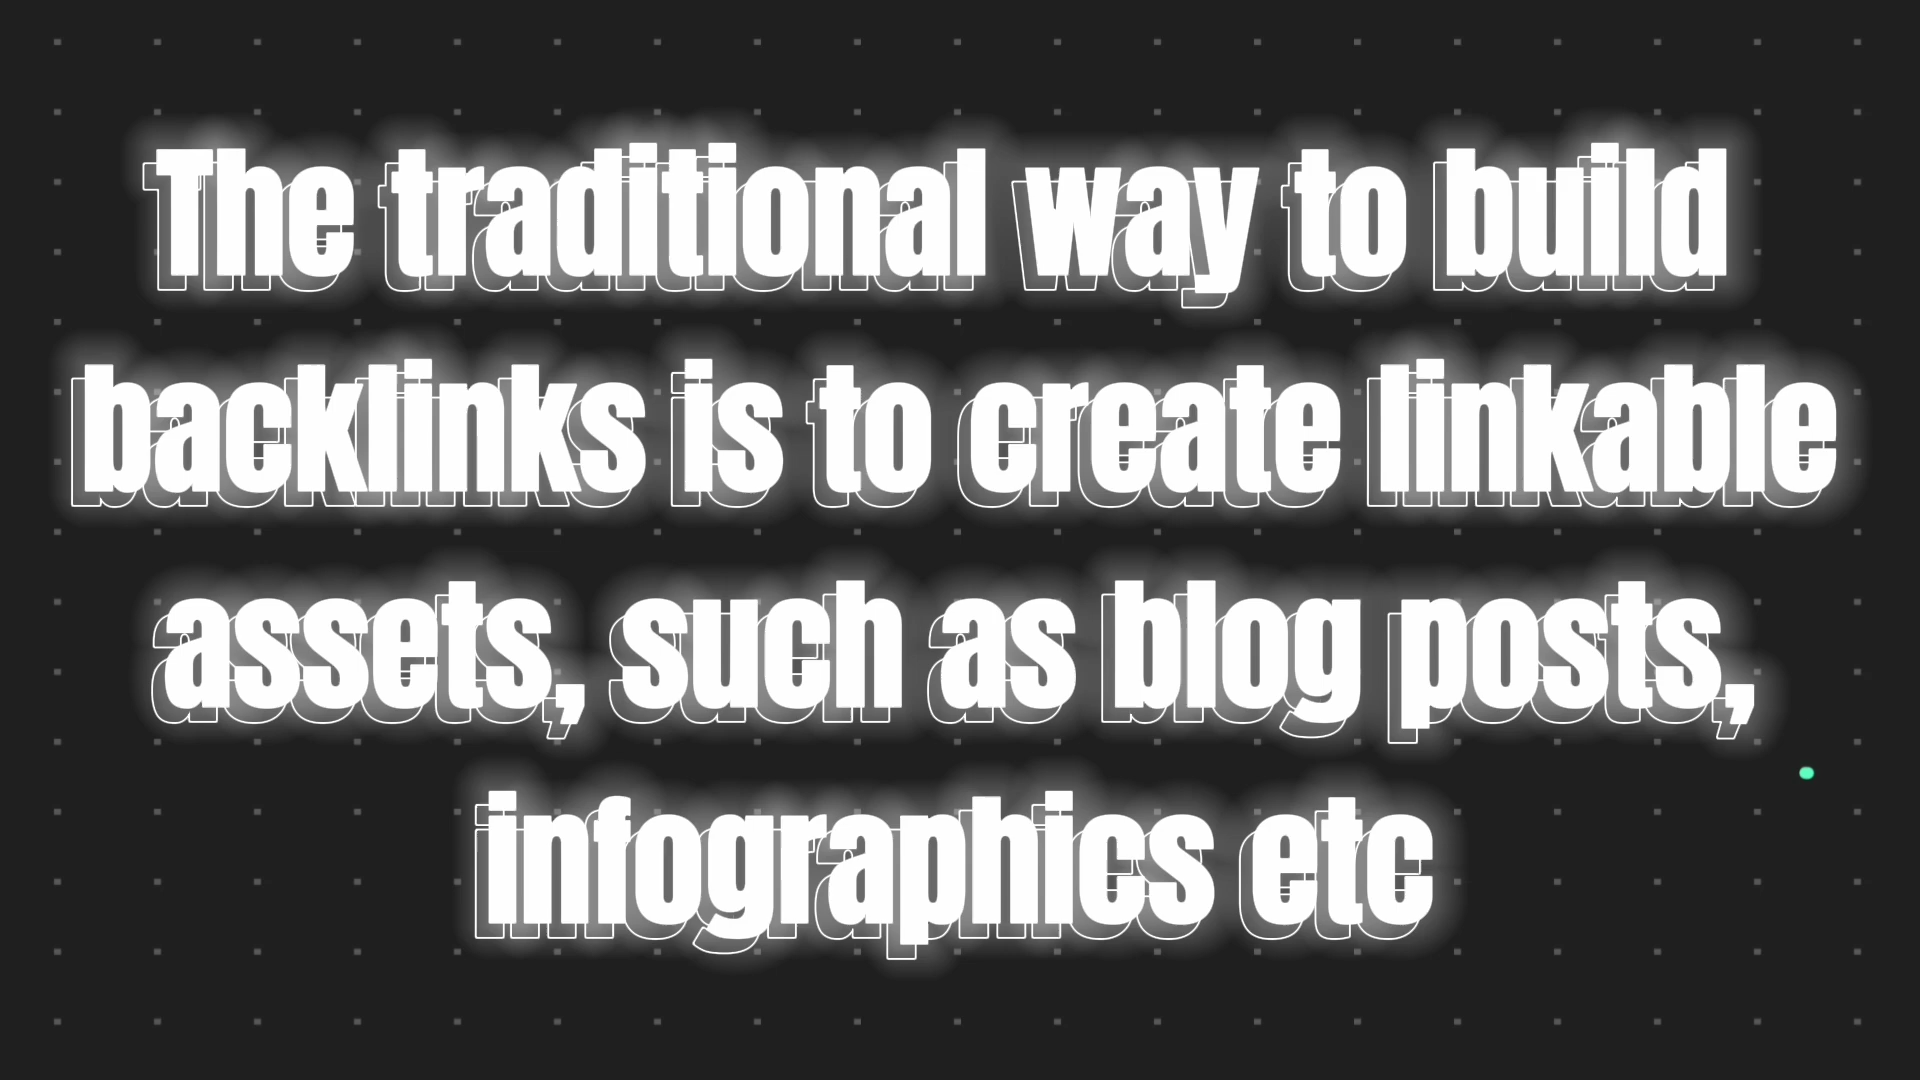 The traditional way to build
backlinks is to create linkable
assets, such as blog posts,
infographics etc